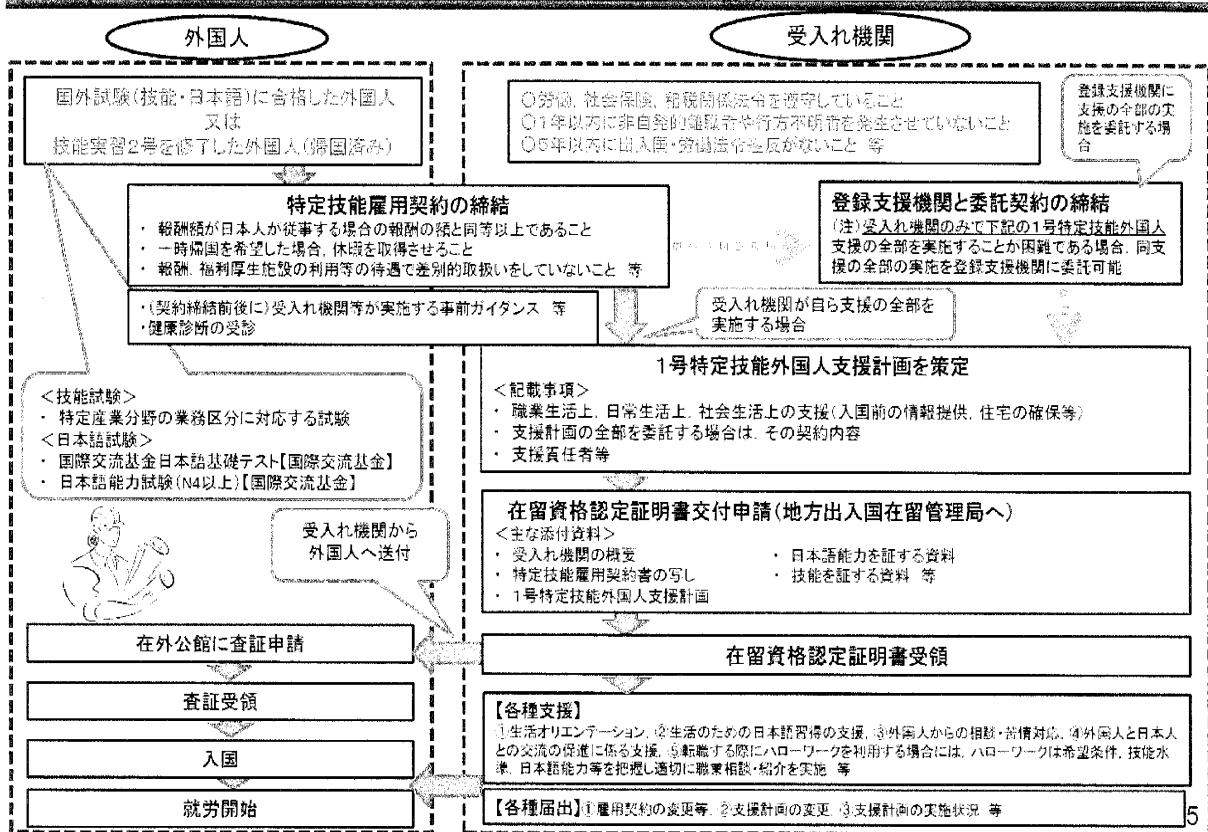 外国人
受入れ機関
国外試験(技能・日本語)に合格した外国人
又は
技能実習2号を修了した外国人(帰国済み)
○労働、社会保険、租税関係法令を遵守していること
○1年以内に非自発的離職者や行方不明者を発生させていないこと
○5年以内に出入国・労働法令違反がないこと 等
登録支援機関に
支援の全部の実
施を委託する場
合
特定技能雇用契約の締結
・ 報酬額が日本人が従事する場合の報酬の額と同等以上であること
・ 一時帰国を希望した場合、休暇を取得させること
・ 報酬、福利厚生施設の利用等の待遇で差別的取扱いをしていないこと 等
登録支援機関と委託契約の締結
(注)受入れ機関のみで下記の1号特定技能外国人
支援の全部を実施することが困難である場合、同支
援の全部の実施を登録支援機関に委託可能
・(契約締結前後に)受入れ機関等が実施する事前ガイダンス 等
・健康診断の受診
受入れ機関が自ら支援の全部を
実施する場合
1号特定技能外国人支援計画を策定
<記載事項>
・ 職業生活上、日常生活上、社会生活上の支援(入国前の情報提供、住宅の確保等)
・ 支援計画の全部を委託する場合は、その契約内容
・ 支援責任者等
<技能試験>
・ 特定産業分野の業務区分に対応する試験
<日本語試験>
・ 国際交流基金日本語基礎テスト【国際交流基金】
・ 日本語能力試験(N4以上)【国際交流基金】
在留資格認定証明書交付申請(地方出入国在留管理局へ)
<主な添付資料>
・ 受入れ機関の概要
・ 特定技能雇用契約書の写し
・ 1号特定技能外国人支援計画
・ 日本語能力を証する資料
・ 技能を証する資料 等
受入れ機関から
外国人へ送付
在外公館に査証申請
在留資格認定証明書受領
査証受領
入国
就労開始
【各種支援】
①生活オリエンテーション、②生活のための日本語習得の支援、③外国人からの相談・苦情対応、④外国人と日本人
との交流の促進に係る支援、⑤転職する際にハローワークを利用する場合には、ハローワークは希望条件、技能水
準、日本語能力等を把握し適切に職業相談・紹介を実施 等
【各種届出】①雇用契約の変更等、②支援計画の変更、③支援計画の実施状況 等
5